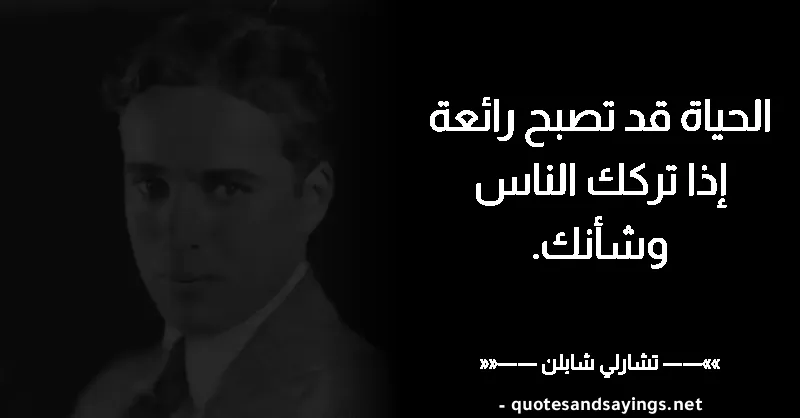 الحياة قد تصبح رائعة
إذا تركك الناس
وشأنك.
»»—— تشارلي شابلن ——««
- quotesandsayings.net